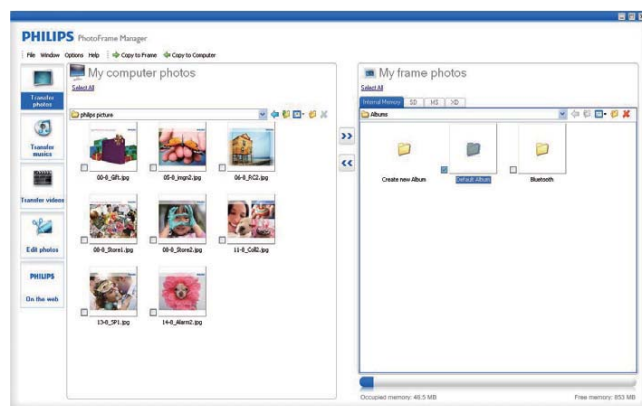 PHILIPS PhotoFrame Manager
File Window Options Help Copy to Frame Copy to Computer
Transfer photos
Transfer musics
Transfer videos
Edit photos
PHILIPS
On the web
My computer photos
Select All
philips picture
00-0_Gift.jpg 05-0_imgn2.jpg 06-0_RC2.jpg
08-0_Store1.jpg 08-0_Store2.jpg 11-0_Coll2.jpg
13-0_SP1.jpg 14-0_Alarm2.jpg
>>
<<
My frame photos
Select All
Internal Memory SD MS XD
Albums
Create new Album Default Album Bluetooth
Occupied memory: 48.5 MB Free memory: 853 MB